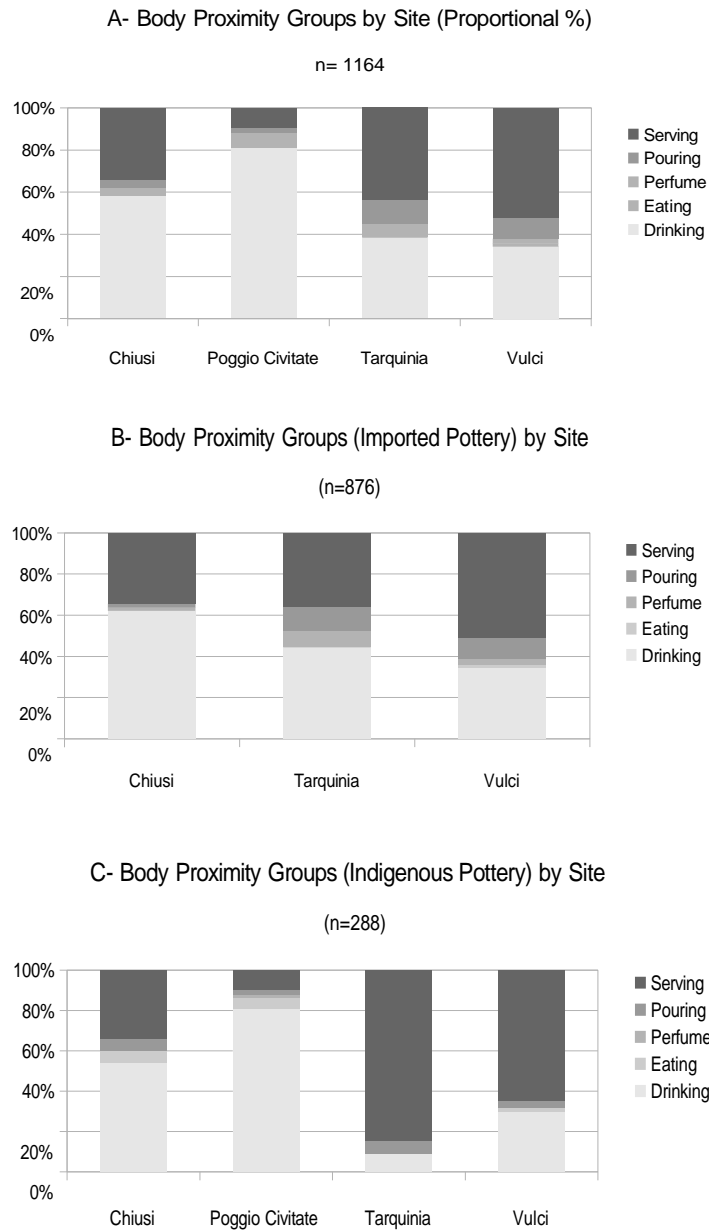 A- Body Proximity Groups by Site (Proportional %)
n= 1164
100%
80%
60%
40%
20%
0%
Chiusi
Poggio Civitate
Tarquinia
Vulci
Serving
Pouring
Perfume
Eating
Drinking
B- Body Proximity Groups (Imported Pottery) by Site
(n=876)
100%
80%
60%
40%
20%
0%
Chiusi
Tarquinia
Vulci
Serving
Pouring
Perfume
Eating
Drinking
C- Body Proximity Groups (Indigenous Pottery) by Site
(n=288)
100%
80%
60%
40%
20%
0%
Chiusi
Poggio Civitate
Tarquinia
Vulci
Serving
Pouring
Perfume
Eating
Drinking